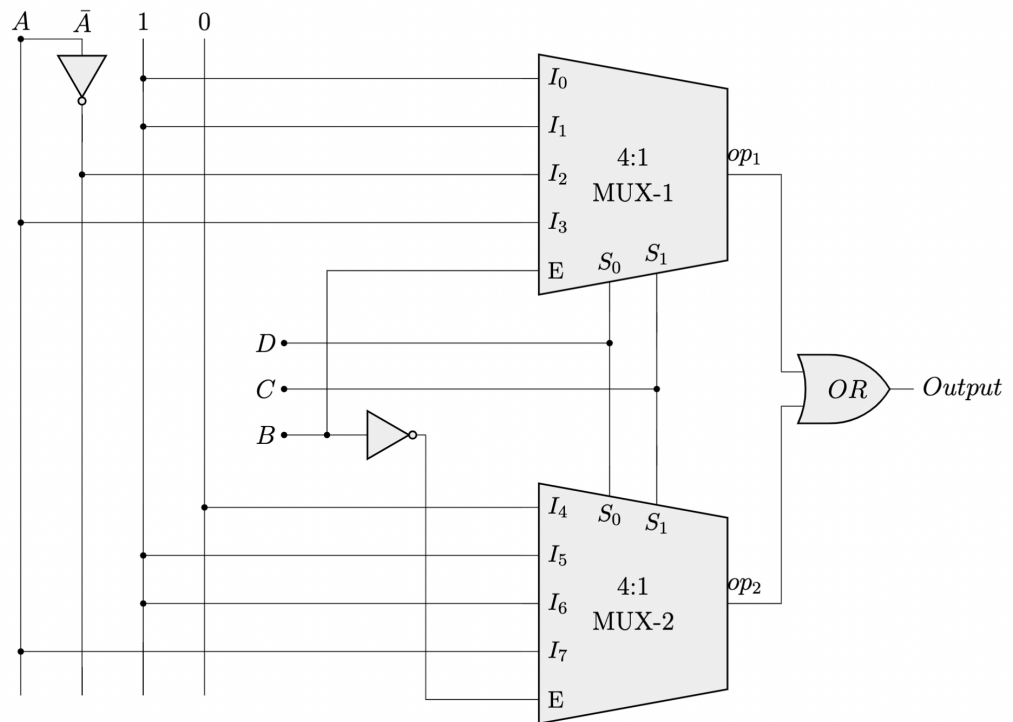 A Ā 1 0
I₀
I₁
I₂
I₃
E
S₀ S₁
4:1
MUX-1
op₁
D
C
B
OR
Output
I₄
I₅
I₆
I₇
E
S₀ S₁
4:1
MUX-2
op₂